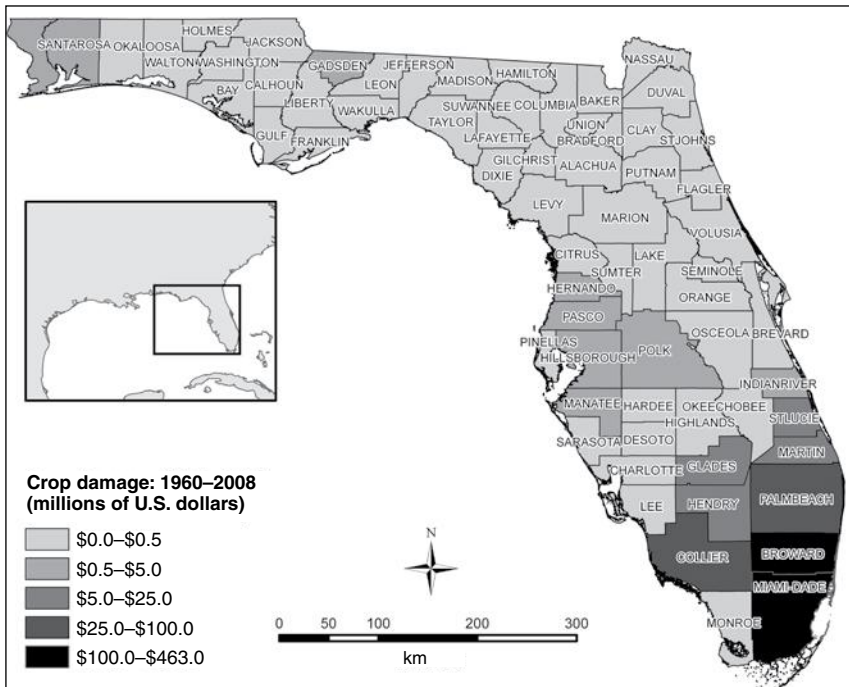 HOLMES
JACKSON
SANTAROSA
OKALOOSA
WALTON
WASHINGTON
BAY
CALHOUN
GULF
LIBERTY
FRANKLIN
GADSDEN
LEON
WAKULLA
JEFFERSON
MADISON
TAYLOR
HAMILTON
SUWANNEE
LAFAYETTE
DIXIE
COLUMBIA
GILCHRIST
BAKER
UNION
BRADFORD
ALACHUA
NASSAU
DUVAL
CLAY
STJOHNS
PUTNAM
FLAGLER
LEVY
MARION
VOLUSIA
CITRUS
SUMTER
LAKE
SEMINOLE
HERNANDO
ORANGE
PASCO
OSCEOLA
BREVARD
PINELLAS
HILLSBOROUGH
POLK
INDIANRIVER
MANATEE
HARDEE
OKEECHOBEE
HIGHLANDS
STLUCIE
SARASOTA
DESOTO
MARTIN
CHARLOTTE
GLADES
LEE
HENDRY
PALMBEACH
COLLIER
BROWARD
MIAMI-DADE
MONROE
Crop damage: 1960–2008
(millions of U.S. dollars)
$0.0–$0.5
$0.5–$5.0
$5.0–$25.0
$25.0–$100.0
$100.0–$463.0
N
0 50 100 200 300
km